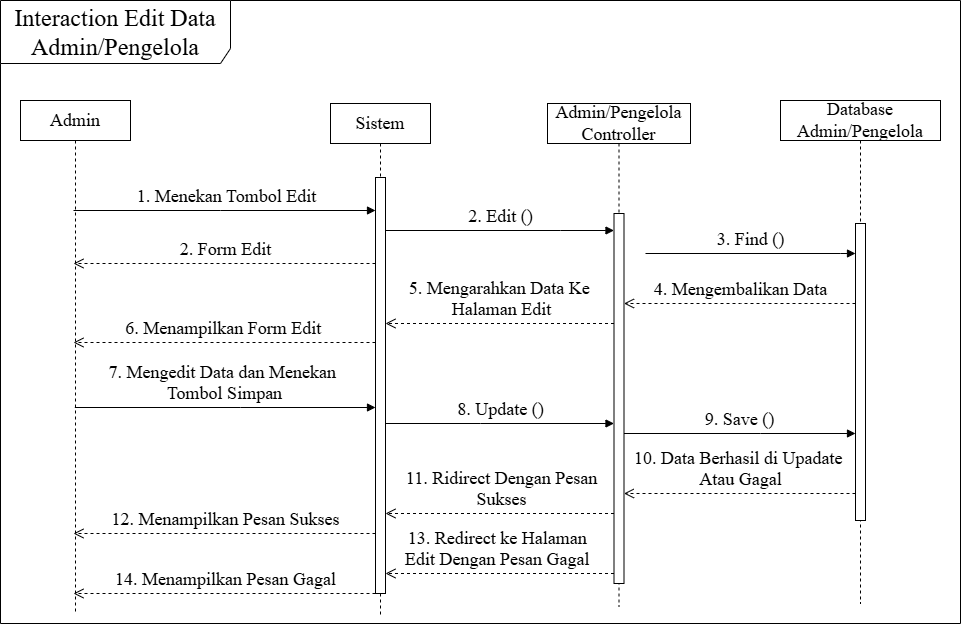 Interaction Edit Data
Admin/Pengelola
Admin
Sistem
Admin/Pengelola
Controller
Database
Admin/Pengelola
1. Menekan Tombol Edit
2. Edit ()
3. Find ()
2. Form Edit
4. Mengembalikan Data
5. Mengarahkan Data Ke
Halaman Edit
6. Menampilkan Form Edit
7. Mengedit Data dan Menekan
Tombol Simpan
8. Update ()
9. Save ()
10. Data Berhasil di Upadate
Atau Gagal
11. Ridirect Dengan Pesan
Sukses
12. Menampilkan Pesan Sukses
13. Redirect ke Halaman
Edit Dengan Pesan Gagal
14. Menampilkan Pesan Gagal